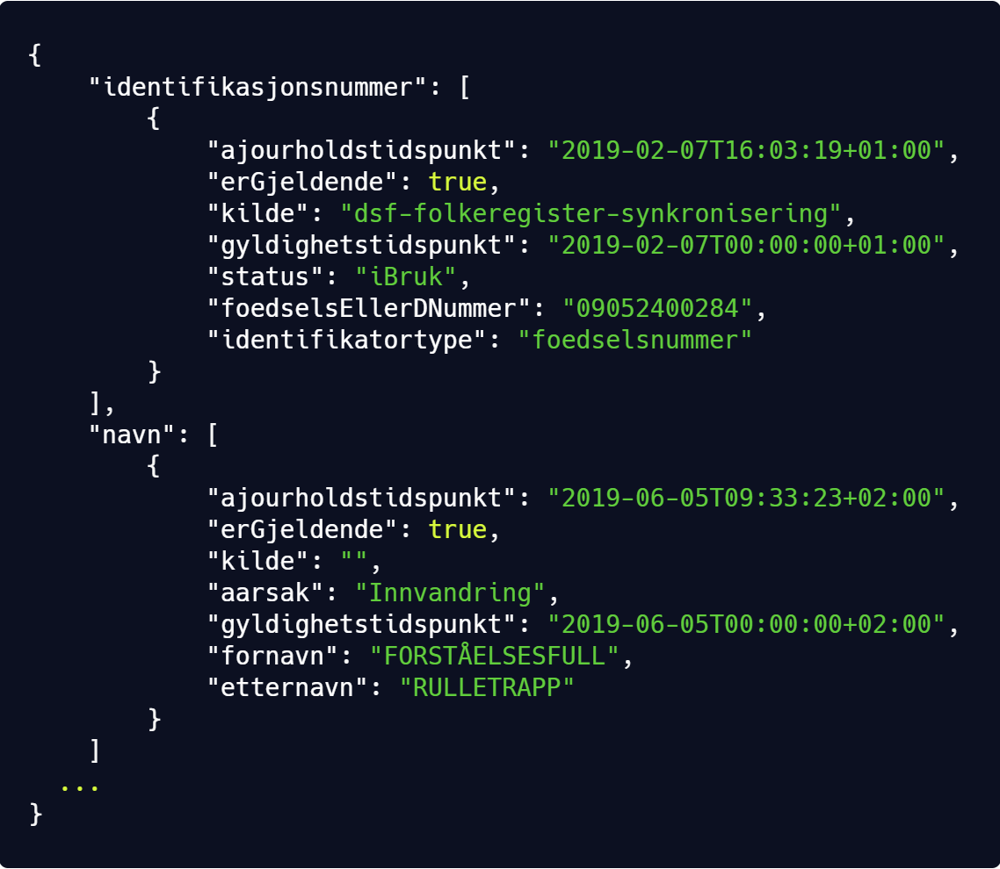 {
    "identifikasjonsnummer": [
        {
            "ajourholdstidspunkt": "2019-02-07T16:03:19+01:00",
            "erGjeldende": true,
            "kilde": "dsf-folkeregister-synkronisering",
            "gyldighetstidspunkt": "2019-02-07T00:00:00+01:00",
            "status": "iBruk",
            "foedselsEllerDNummer": "09052400284",
            "identifikatortype": "foedselsnummer"
        }
    ],
    "navn": [
        {
            "ajourholdstidspunkt": "2019-06-05T09:33:23+02:00",
            "erGjeldende": true,
            "kilde": "",
            "aarsak": "Innvandring",
            "gyldighetstidspunkt": "2019-06-05T00:00:00+02:00",
            "fornavn": "FORSTÅELSESFULL",
            "etternavn": "RULLETRAPP"
        }
    ]
  ...
}